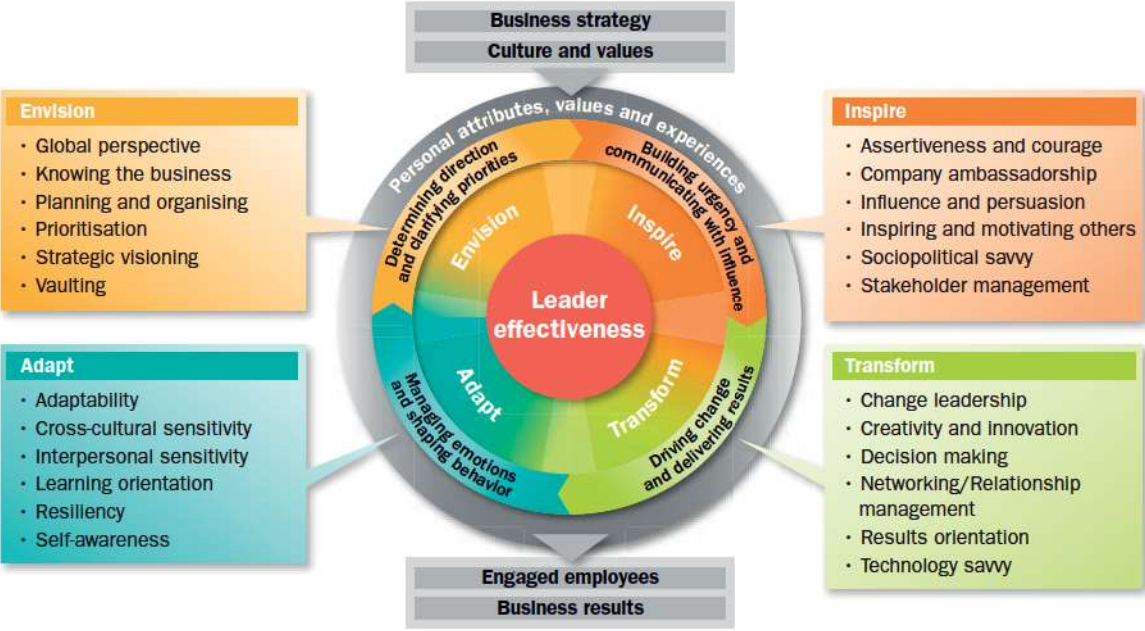 Business strategy
Culture and values
Envision
· Global perspective
· Knowing the business
· Planning and organising
· Prioritisation
· Strategic visioning
· Vaulting
Inspire
· Assertiveness and courage
· Company ambassadorship
· Influence and persuasion
· Inspiring and motivating others
· Sociopolitical savvy
· Stakeholder management
Personal attributes, values and experiences
Determining direction
and clarifying priorities
Building urgency and
communicating with influence
Envision
Inspire
Leader
effectiveness
Adapt
Transform
Managing emotions
and shaping behavior
Driving change
and delivering results
Adapt
· Adaptability
· Cross-cultural sensitivity
· Interpersonal sensitivity
· Learning orientation
· Resiliency
· Self-awareness
Transform
· Change leadership
· Creativity and innovation
· Decision making
· Networking/Relationship
management
· Results orientation
· Technology savvy
Engaged employees
Business results